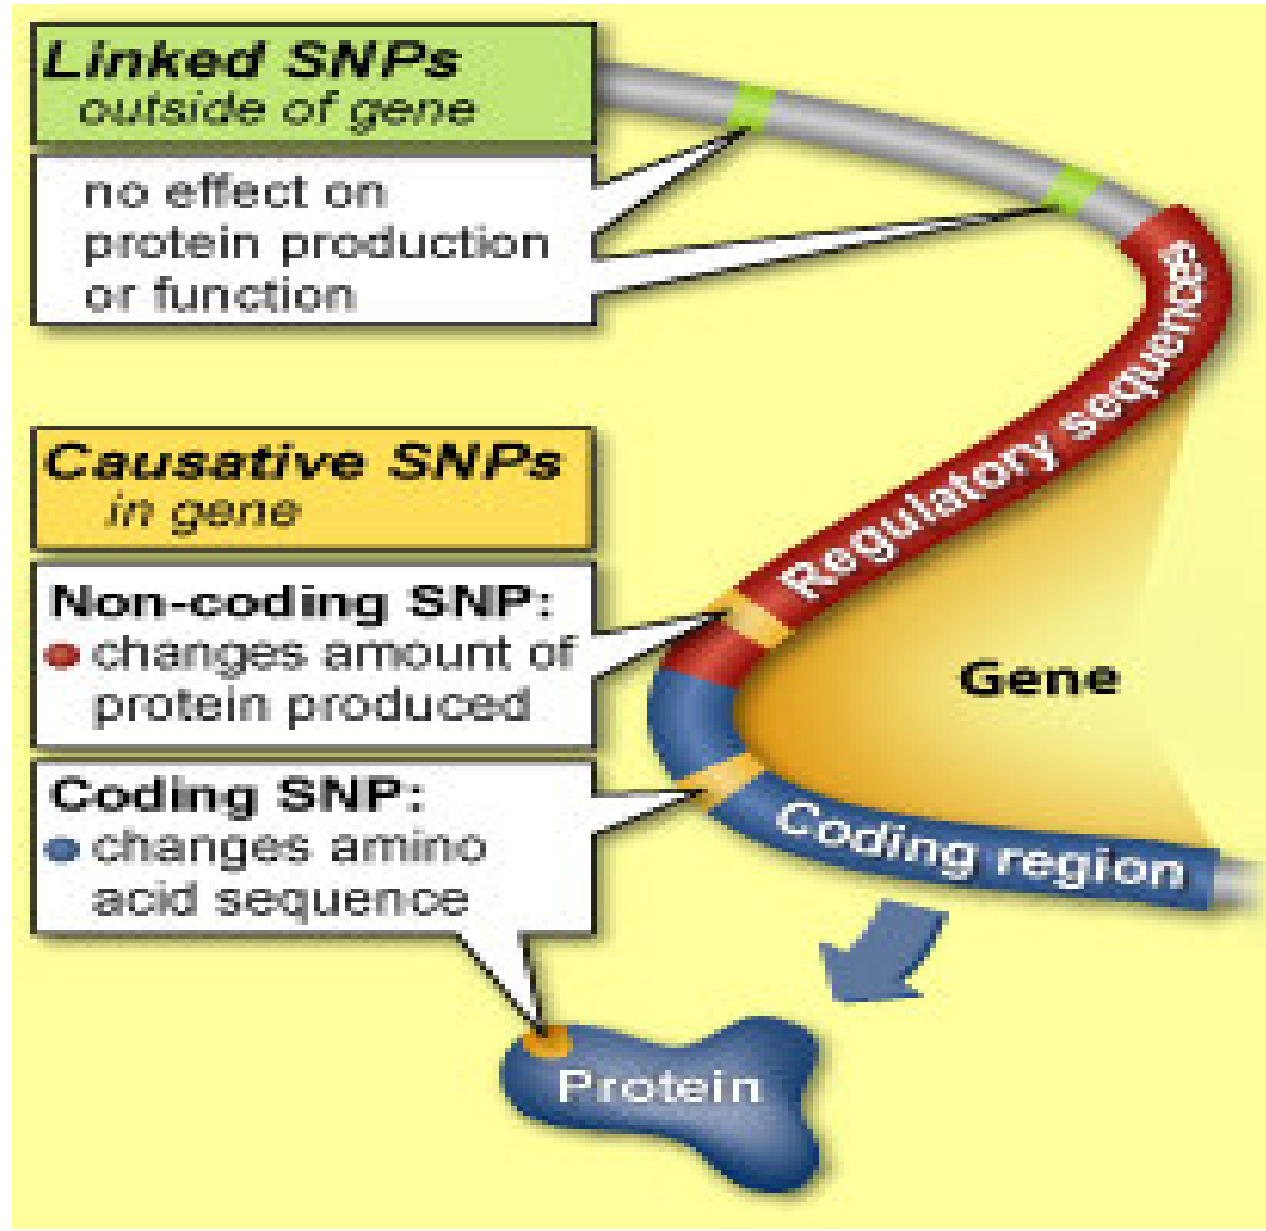 Linked SNPs
outside of gene
no effect on
protein production
or function
Regulatory sequences
Causative SNPs
in gene
Non-coding SNP:
changes amount of
protein produced
Gene
Coding SNP:
changes amino
acid sequence
Coding region
Protein